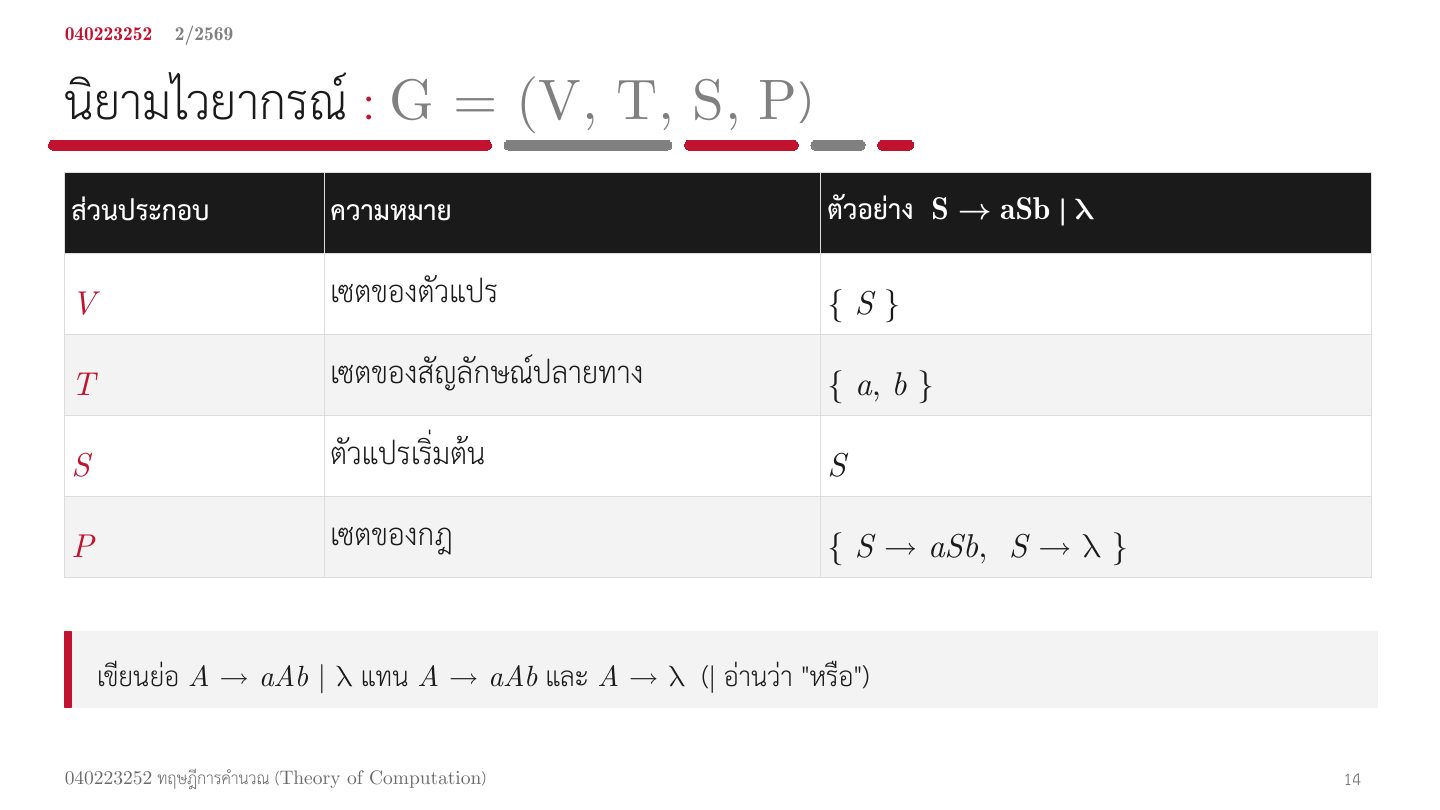 040223252 2/2569
นิยามไวยากรณ์ : G = (V, T, S, P)
ส่วนประกอบ ความหมาย ตัวอย่าง S → aSb | λ
V เซตของตัวแปร { S }
T เซตของสัญลักษณ์ปลายทาง { a, b }
S ตัวแปรเริ่มต้น S
P เซตของกฎ { S → aSb, S → λ }
เขียนย่อ A → aAb | λ แทน A → aAb และ A → λ (| อ่านว่า "หรือ")
040223252 ทฤษฎีการคำนวณ (Theory of Computation) 14